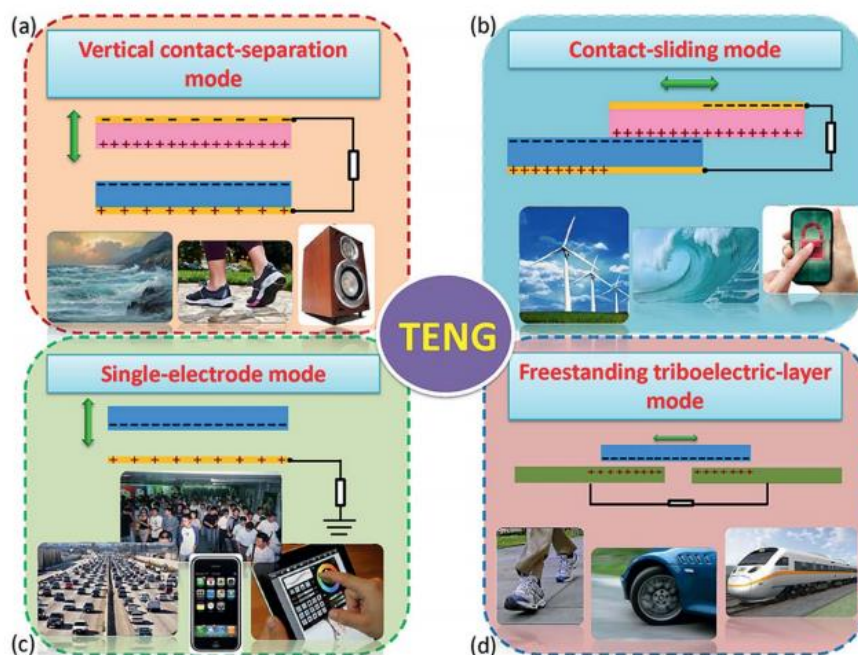 (a)
Vertical contact-separation
mode
(b)
Contact-sliding mode
TENG
Single-electrode mode
(c)
Freestanding triboelectric-layer
mode
(d)